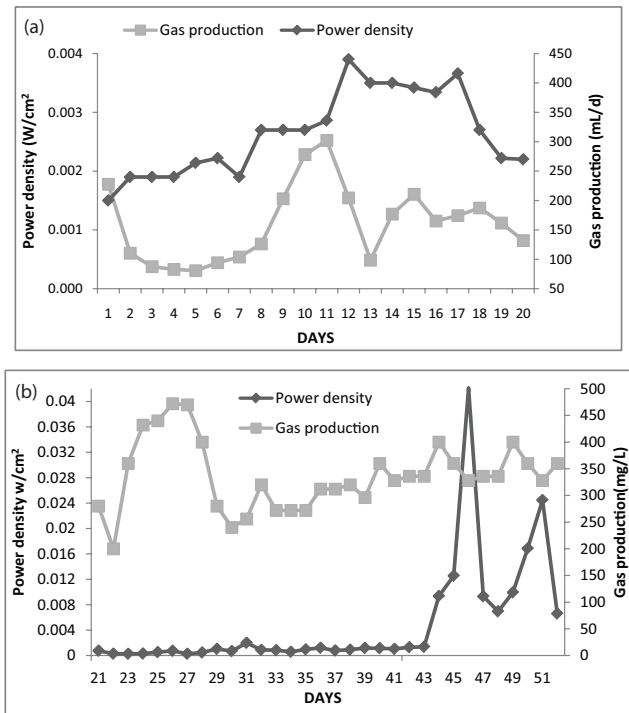 (a)
Gas production
Power density
0.004
0.003
0.002
0.001
0.000
Power density (W/cm²)
450
400
350
300
250
200
150
100
50
Gas production (mL/d)
1 2 3 4 5 6 7 8 9 10 11 12 13 14 15 16 17 18 19 20
DAYS
(b)
Power density
Gas production
0.04
0.036
0.032
0.028
0.024
0.02
0.016
0.012
0.008
0.004
0
Power density w/cm²
500
450
400
350
300
250
200
150
100
50
0
Gas production(mg/L)
21 23 25 27 29 31 33 35 37 39 41 43 45 47 49 51
DAYS